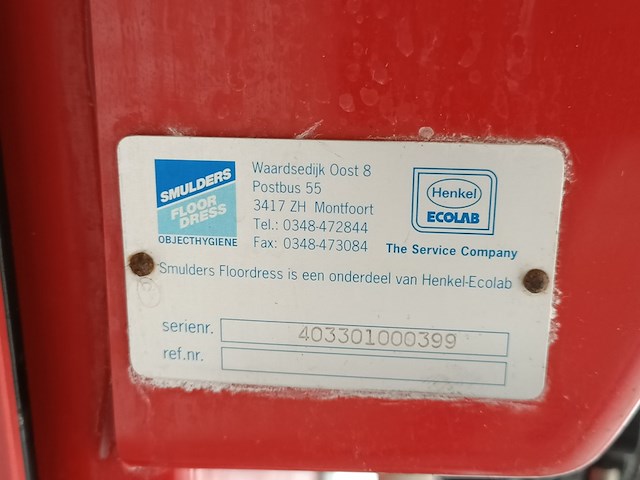 SMULDERS
FLOOR
DRESS
OBJECTHYGIENE
Waardsedijk Oost 8
Postbus 55
3417 ZH Montfoort
Tel.: 0348-472844
Fax: 0348-473084
Henkel
ECOLAB
The Service Company
Smulders Floordress is een onderdeel van Henkel-Ecolab
serienr. 403301000399
ref.nr.